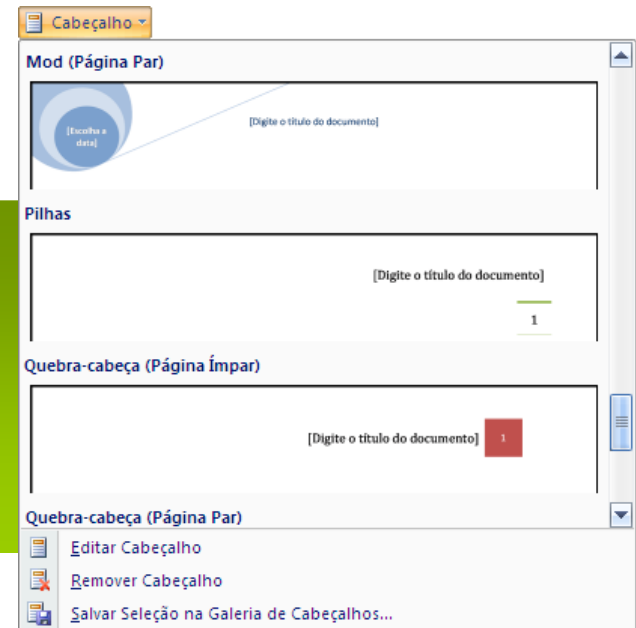 Cabeçalho
Mod (Página Par)
[Escolha a
data]
[Digite o título do documento]
Pilhas
[Digite o título do documento]
1
Quebra-cabeça (Página Ímpar)
[Digite o título do documento] 1
Quebra-cabeça (Página Par)
Editar Cabeçalho
Remover Cabeçalho
Salvar Seleção na Galeria de Cabeçalhos...